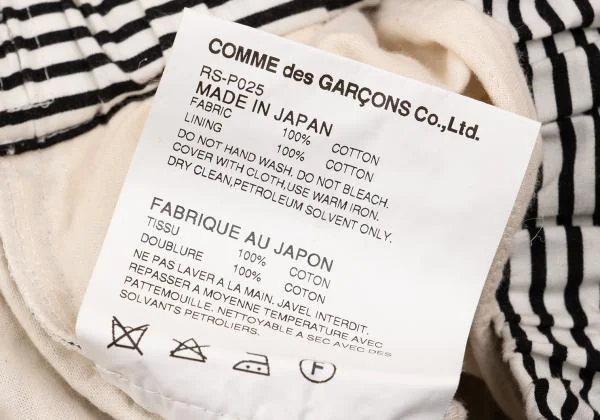 COMME des GARÇONS Co.,Ltd.
RS-P025
MADE IN JAPAN
FABRIC 100% COTTON
LINING 100% COTTON
DO NOT HAND WASH. DO NOT BLEACH.
COVER WITH CLOTH,USE WARM IRON.
DRY CLEAN,PETROLEUM SOLVENT ONLY.
FABRIQUE AU JAPON
TISSU 100% COTON
DOUBLURE 100% COTON
NE PAS LAVER A LA MAIN. JAVEL INTERDIT.
REPASSER A MOYENNE TEMPERATURE AVEC
PATTEMOUILLE. NETTOYABLE A SEC AVEC DES
SOLVANTS PETROLIERS.
F